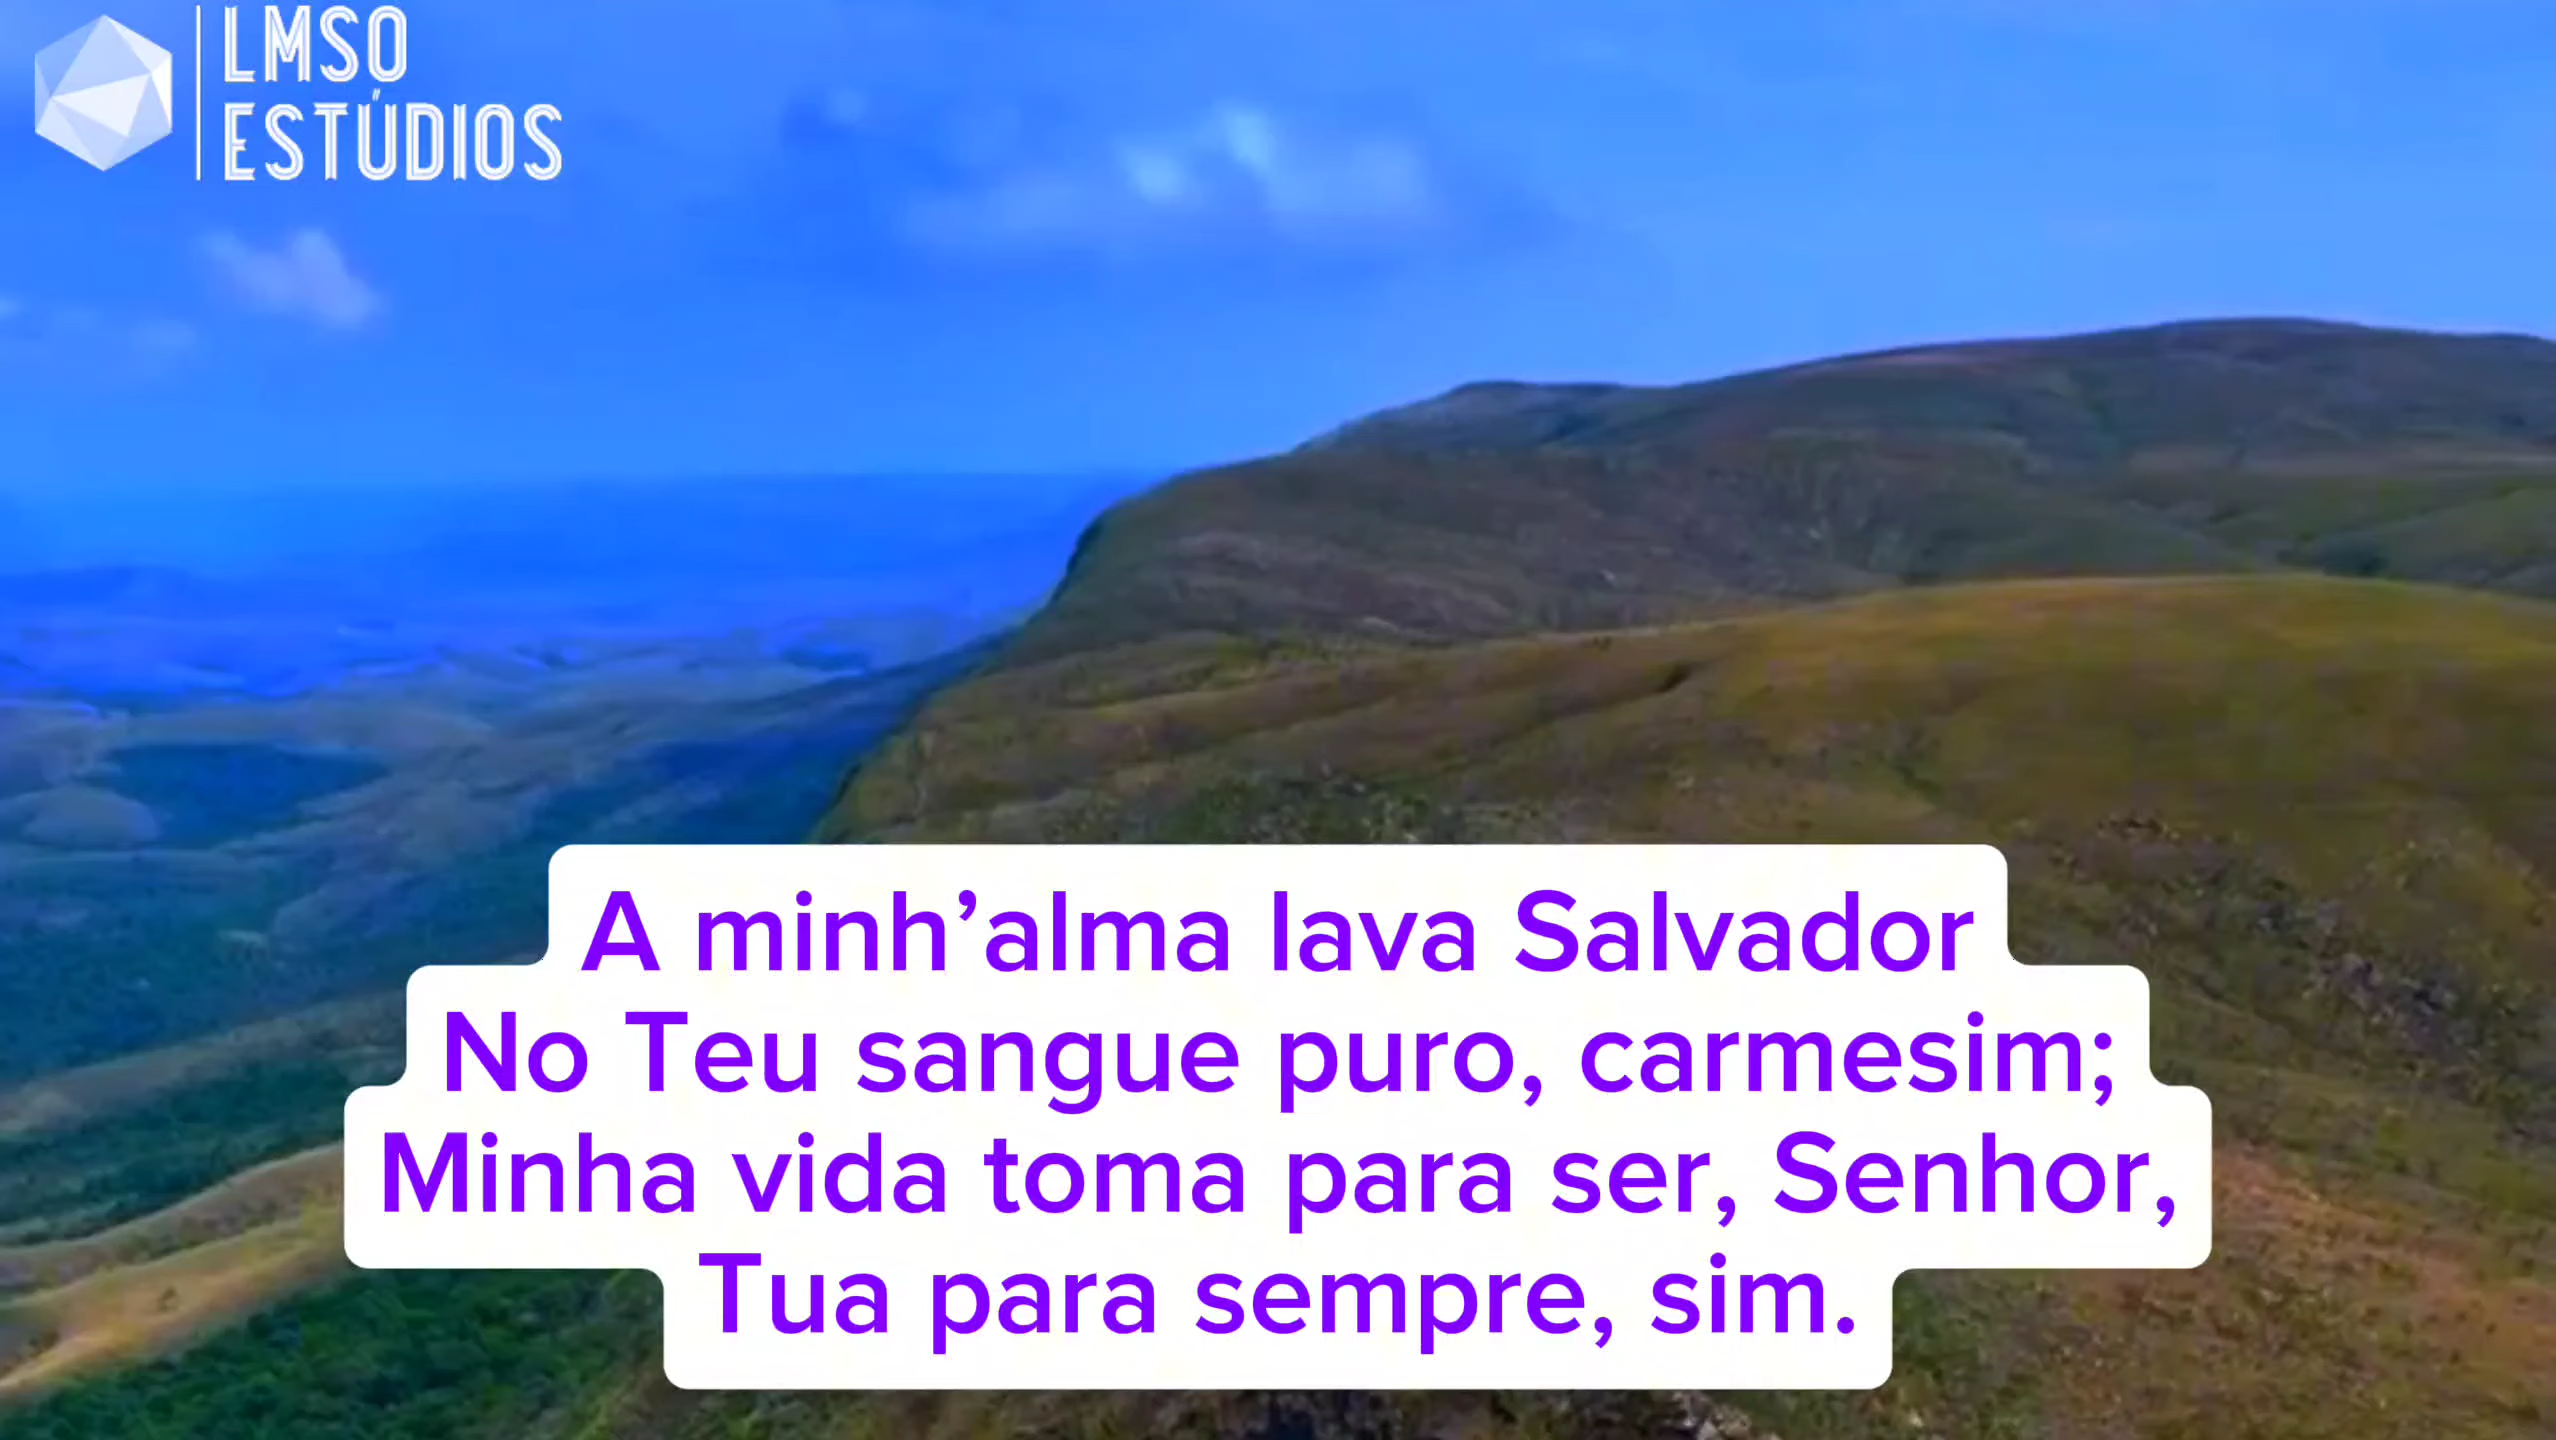 LMSO
ESTÚDIOS
A minh’alma lava Salvador
No Teu sangue puro, carmesim;
Minha vida toma para ser, Senhor,
Tua para sempre, sim.